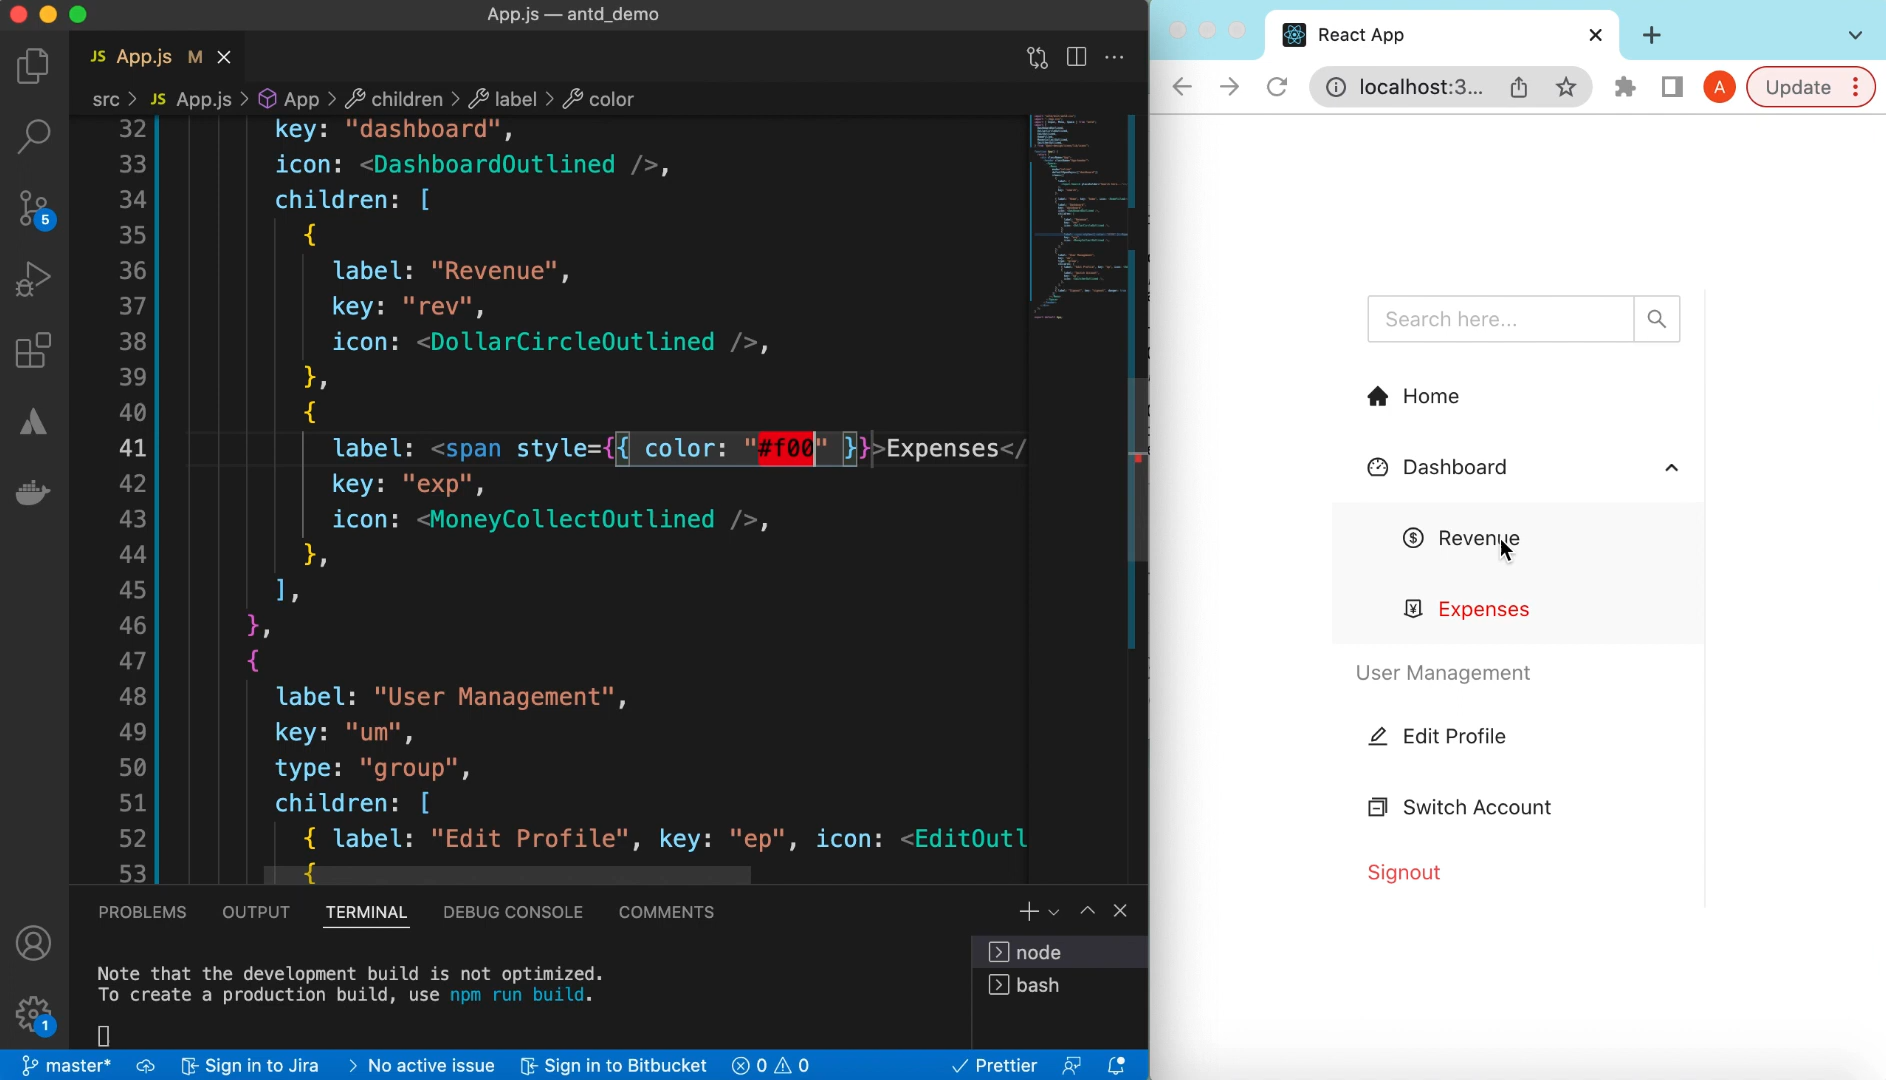 App.js — antd_demo
JS App.js M
src > JS App.js > App > children > label > color
32 key: "dashboard",
33 icon: <DashboardOutlined />,
34 children: [
35 {
36 label: "Revenue",
37 key: "rev",
38 icon: <DollarCircleOutlined />,
39 },
40 {
41 label: <span style={{ color: "#f00" }}>Expenses</
42 key: "exp",
43 icon: <MoneyCollectOutlined />,
44 },
45 ],
46 },
47 {
48 label: "User Management",
49 key: "um",
50 type: "group",
51 children: [
52 { label: "Edit Profile", key: "ep", icon: <EditOutl
53 {
5
1
PROBLEMS OUTPUT TERMINAL DEBUG CONSOLE COMMENTS
Note that the development build is not optimized.
To create a production build, use npm run build.
node
bash
master* Sign in to Jira No active issue Sign in to Bitbucket 0 0 Prettier
React App
localhost:3... A Update
Search here...
Home
Dashboard
Revenue
Expenses
User Management
Edit Profile
Switch Account
Signout